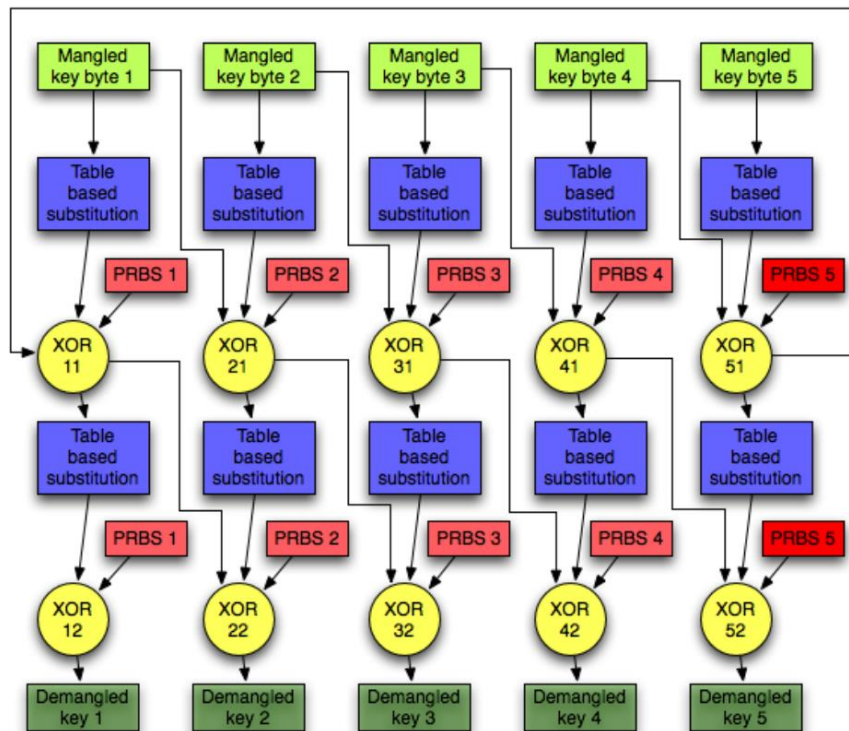 Mangled
key byte 1
Mangled
key byte 2
Mangled
key byte 3
Mangled
key byte 4
Mangled
key byte 5
Table
based
substitution
Table
based
substitution
Table
based
substitution
Table
based
substitution
Table
based
substitution
PRBS 1
PRBS 2
PRBS 3
PRBS 4
PRBS 5
XOR
11
XOR
21
XOR
31
XOR
41
XOR
51
Table
based
substitution
Table
based
substitution
Table
based
substitution
Table
based
substitution
Table
based
substitution
PRBS 1
PRBS 2
PRBS 3
PRBS 4
PRBS 5
XOR
12
XOR
22
XOR
32
XOR
42
XOR
52
Demangled
key 1
Demangled
key 2
Demangled
key 3
Demangled
key 4
Demangled
key 5